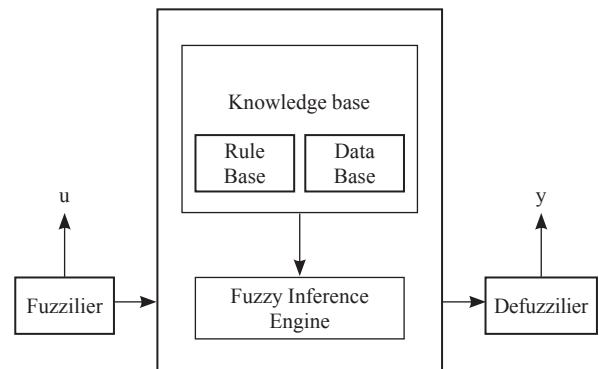 Knowledge base
Rule
Base
Data
Base
u
y
Fuzzilier
Fuzzy Inference
Engine
Defuzzilier